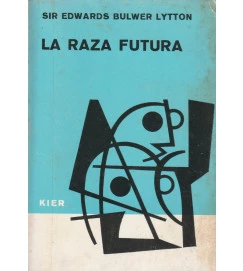 SIR EDWARDS BULWER LYTTON
LA RAZA FUTURA
KIER